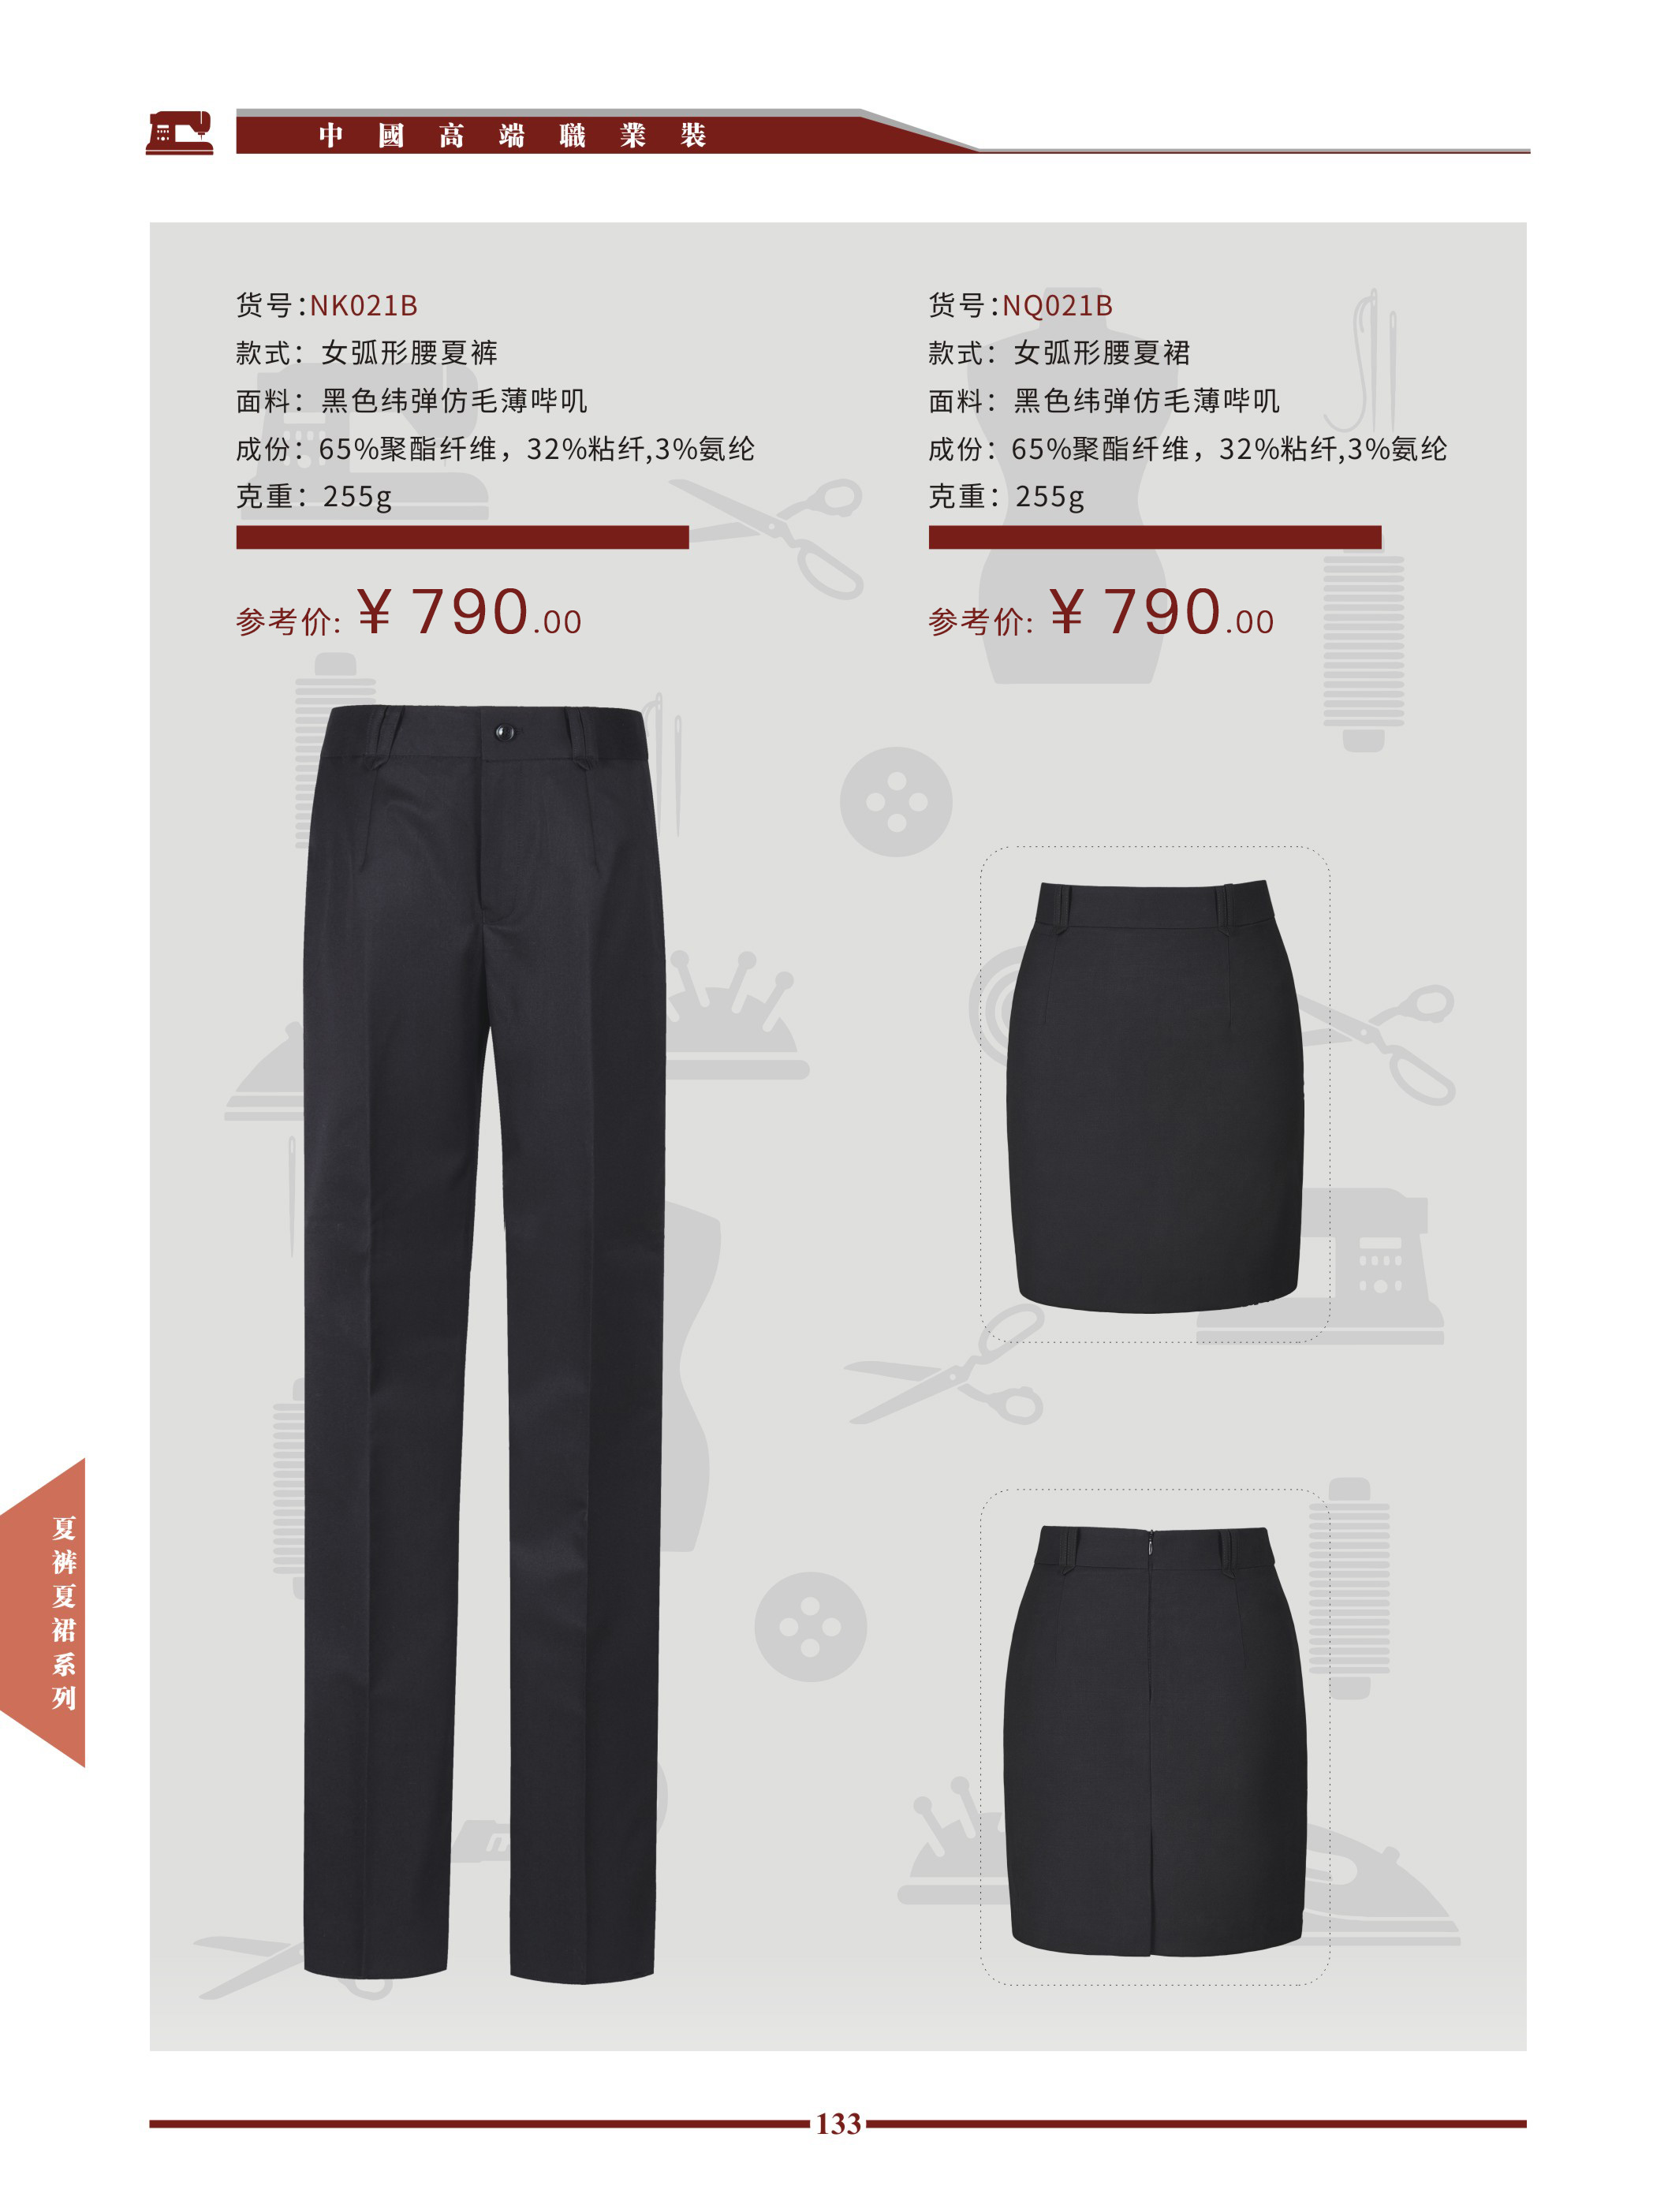 中國高端職業裝
货号:NK021B
款式：女弧形腰夏裤
面料：黑色纬弹仿毛薄哔叽
成份：65%聚酯纤维，32%粘纤,3%氨纶
克重：255g
参考价: ¥ 790.00
货号:NQ021B
款式：女弧形腰夏裙
面料：黑色纬弹仿毛薄哔叽
成份：65%聚酯纤维，32%粘纤,3%氨纶
克重：255g
参考价: ¥ 790.00
夏裤夏裙系列
133